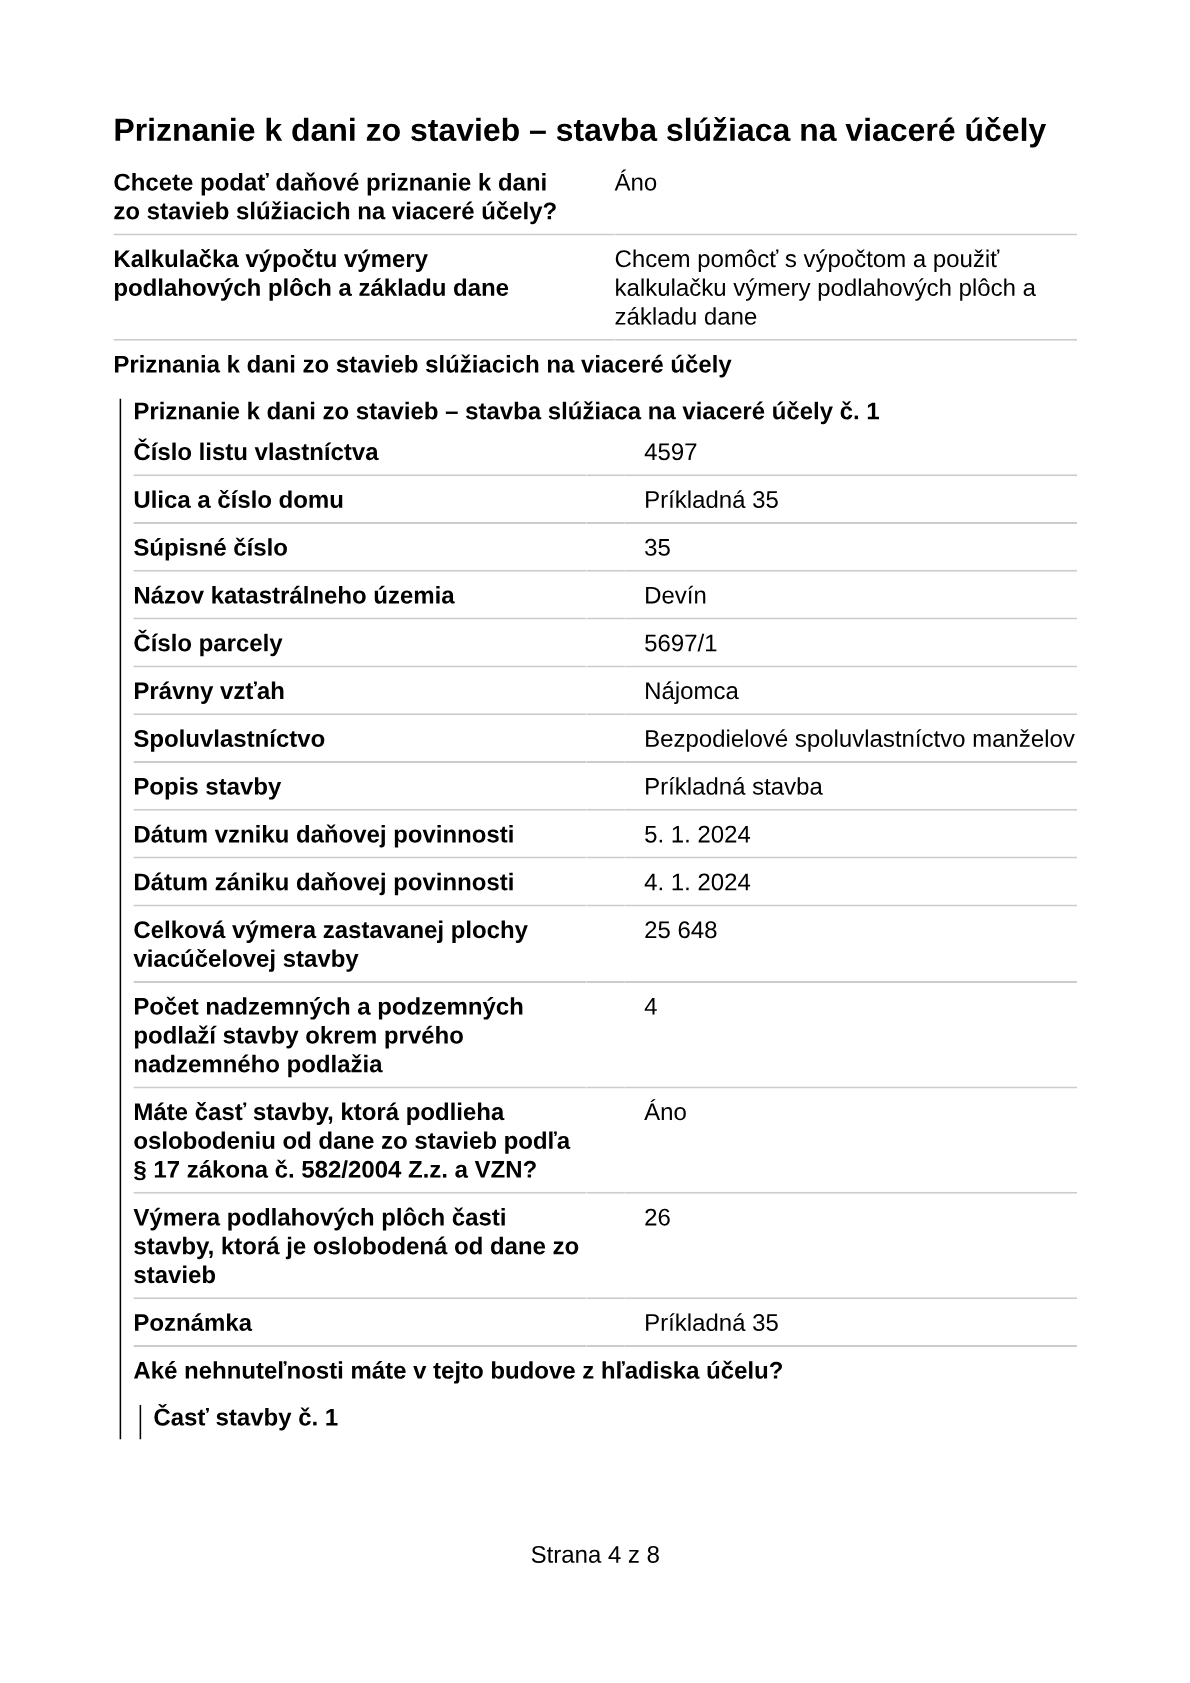 Priznanie k dani zo stavieb – stavba slúžiaca na viaceré účely
Chcete podať daňové priznanie k dani
zo stavieb slúžiacich na viaceré účely?
Áno
Kalkulačka výpočtu výmery
podlahových plôch a základu dane
Chcem pomôcť s výpočtom a použiť
kalkulačku výmery podlahových plôch a
základu dane
Priznania k dani zo stavieb slúžiacich na viaceré účely
Priznanie k dani zo stavieb – stavba slúžiaca na viaceré účely č. 1
Číslo listu vlastníctva
4597
Ulica a číslo domu
Príkladná 35
Súpisné číslo
35
Názov katastrálneho územia
Devín
Číslo parcely
5697/1
Právny vzťah
Nájomca
Spoluvlastníctvo
Bezpodielové spoluvlastníctvo manželov
Popis stavby
Príkladná stavba
Dátum vzniku daňovej povinnosti
5. 1. 2024
Dátum zániku daňovej povinnosti
4. 1. 2024
Celková výmera zastavanej plochy
viacúčelovej stavby
25 648
Počet nadzemných a podzemných
podlaží stavby okrem prvého
nadzemného podlažia
4
Máte časť stavby, ktorá podlieha
oslobodeniu od dane zo stavieb podľa
§ 17 zákona č. 582/2004 Z.z. a VZN?
Áno
Výmera podlahových plôch časti
stavby, ktorá je oslobodená od dane zo
stavieb
26
Poznámka
Príkladná 35
Aké nehnuteľnosti máte v tejto budove z hľadiska účelu?
Časť stavby č. 1
Strana 4 z 8